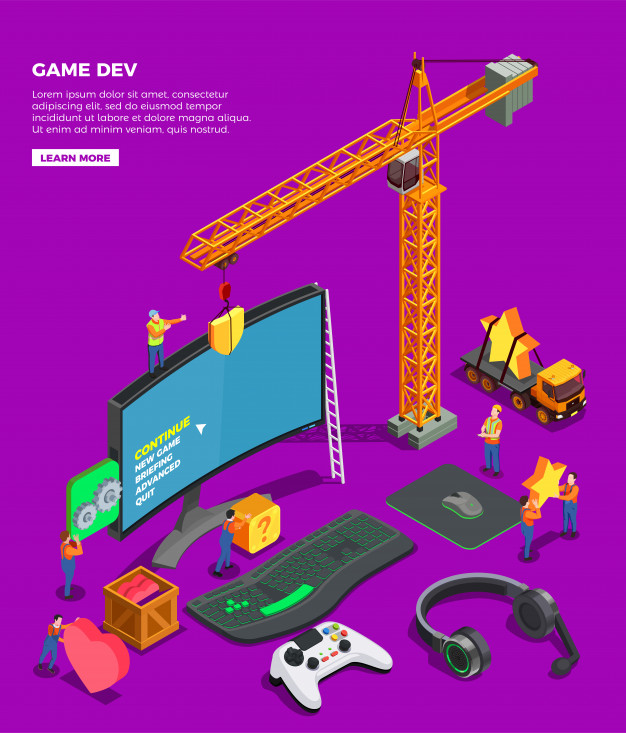 GAME DEV
Lorem ipsum dolor sit amet, consectetur
adipiscing elit, sed do eiusmod tempor
incididunt ut labore et dolore magna aliqua.
Ut enim ad minim veniam, quis nostrud.
LEARN MORE
CONTINUE
NEW GAME
BRIEFING
ADVANCED
QUIT
?